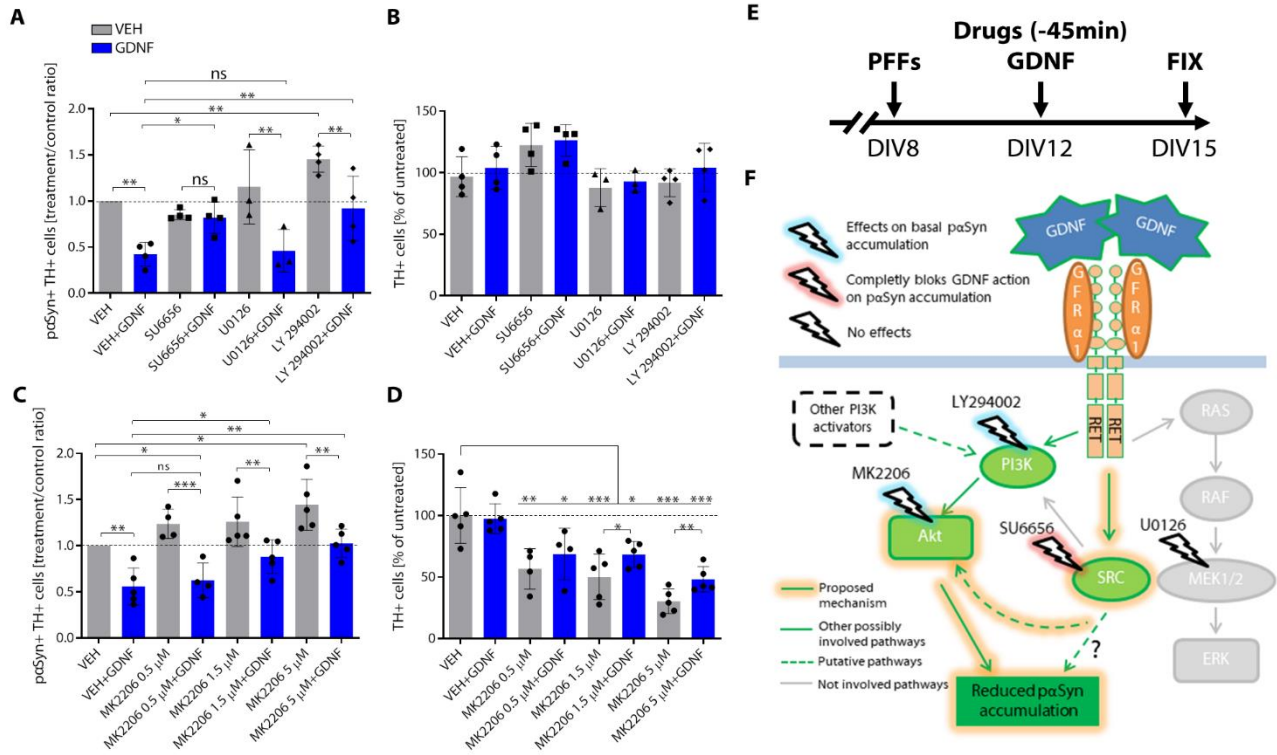 A
VEH
GDNF
pαSyn+ TH+ cells [treatment/control ratio]
2.0
1.5
1.0
0.5
0.0
ns
**
**
*
**
ns
**
**
VEH
VEH+GDNF
SU6656
SU6656+GDNF
U0126
U0126+GDNF
LY 294002
LY 294002+GDNF
B
TH+ cells [% of untreated]
150
100
50
0
VEH
VEH+GDNF
SU6656
SU6656+GDNF
U0126
U0126+GDNF
LY 294002
LY 294002+GDNF
C
pαSyn+ TH+ cells [treatment/control ratio]
2.0
1.5
1.0
0.5
0.0
*
**
*
*
ns
**
***
**
**
VEH
VEH+GDNF
MK2206 0.5 µM
MK2206 0.5 µM+GDNF
MK2206 1.5 µM
MK2206 1.5 µM+GDNF
MK2206 5 µM
MK2206 5 µM+GDNF
D
TH+ cells [% of untreated]
150
100
50
0
** * *** * *** ***
*
**
VEH
VEH+GDNF
MK2206 0.5 µM
MK2206 0.5 µM+GDNF
MK2206 1.5 µM
MK2206 1.5 µM+GDNF
MK2206 5 µM
MK2206 5 µM+GDNF
E
Drugs (-45min)
PFFs GDNF FIX
DIV8 DIV12 DIV15
F
Effects on basal pαSyn
accumulation
Completly bloks GDNF action
on pαSyn accumulation
No effects
GDNF GDNF
GFRα1
GFRα1
RET
RET
Other PI3K
activators
LY294002
PI3K
MK2206
Akt
SU6656
SRC
U0126
RAS
RAF
MEK1/2
ERK
Proposed
mechanism
Other possibly
involved pathways
Putative pathways
Not involved pathways
?
Reduced pαSyn
accumulation